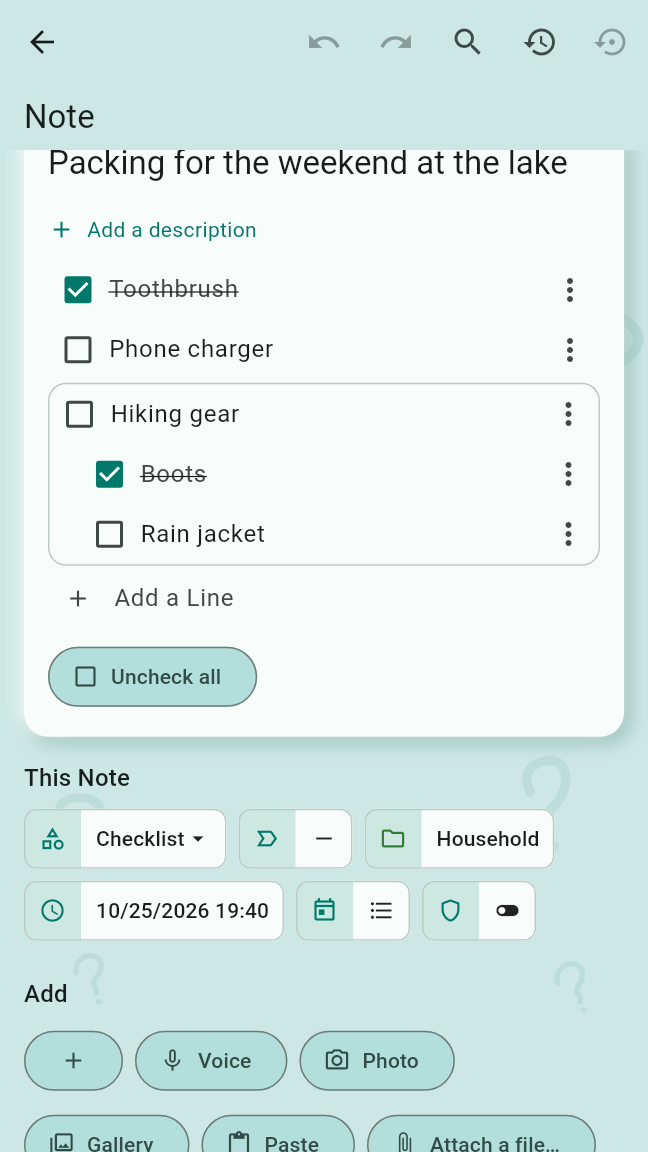 Note
Packing for the weekend at the lake
Add a description
Toothbrush
Phone charger
Hiking gear
Boots
Rain jacket
Add a Line
Uncheck all
This Note
Checklist
Household
10/25/2026 19:40
Add
Voice
Photo
Gallery
Paste
Attach a file…